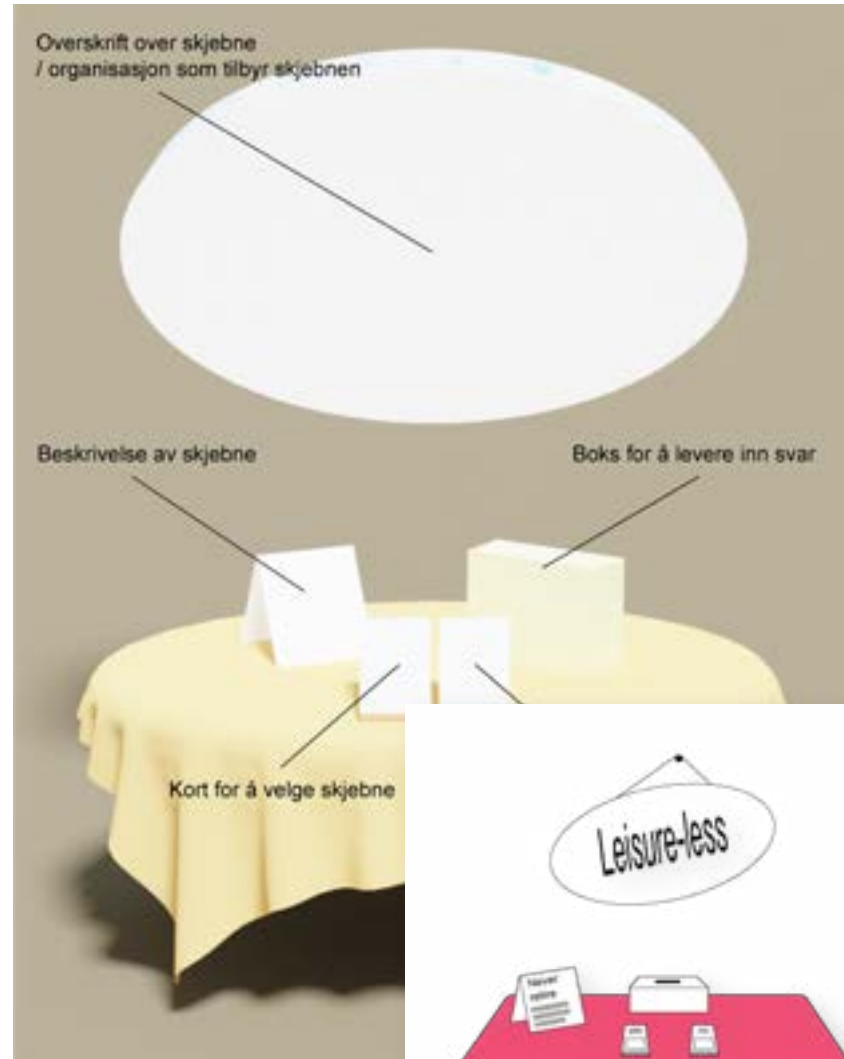 Overskrift over skjebne
/ organisasjon som tilbyr skjebnen
Beskrivelse av skjebne
Boks for å levere inn svar
Kort for å velge skjebne
Leisure-less
Never
retire